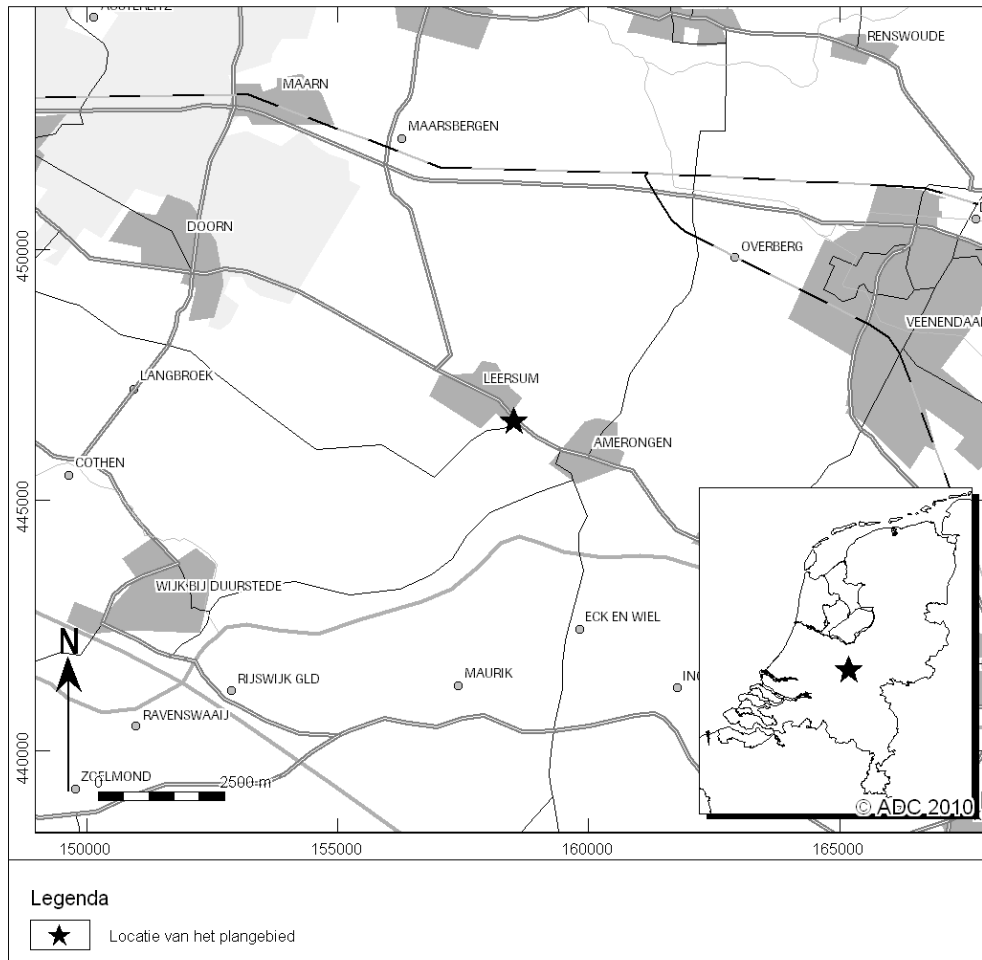 RENSWOUDE
MAARN
MAARSBERGEN
DOORN
OVERBERG
450000
VEENENDAAL
LANGBROEK
LEERSUM
AMERONGEN
COTHEN
445000
WIJK BIJ DUURSTEDE
ECK EN WIEL
N
RIJSWIJK GLD
MAURIK
RAVENSWAAIJ
440000
ZOELMOND
0
2500 m
© ADC 2010
150000
155000
160000
165000
Legenda
Locatie van het plangebied